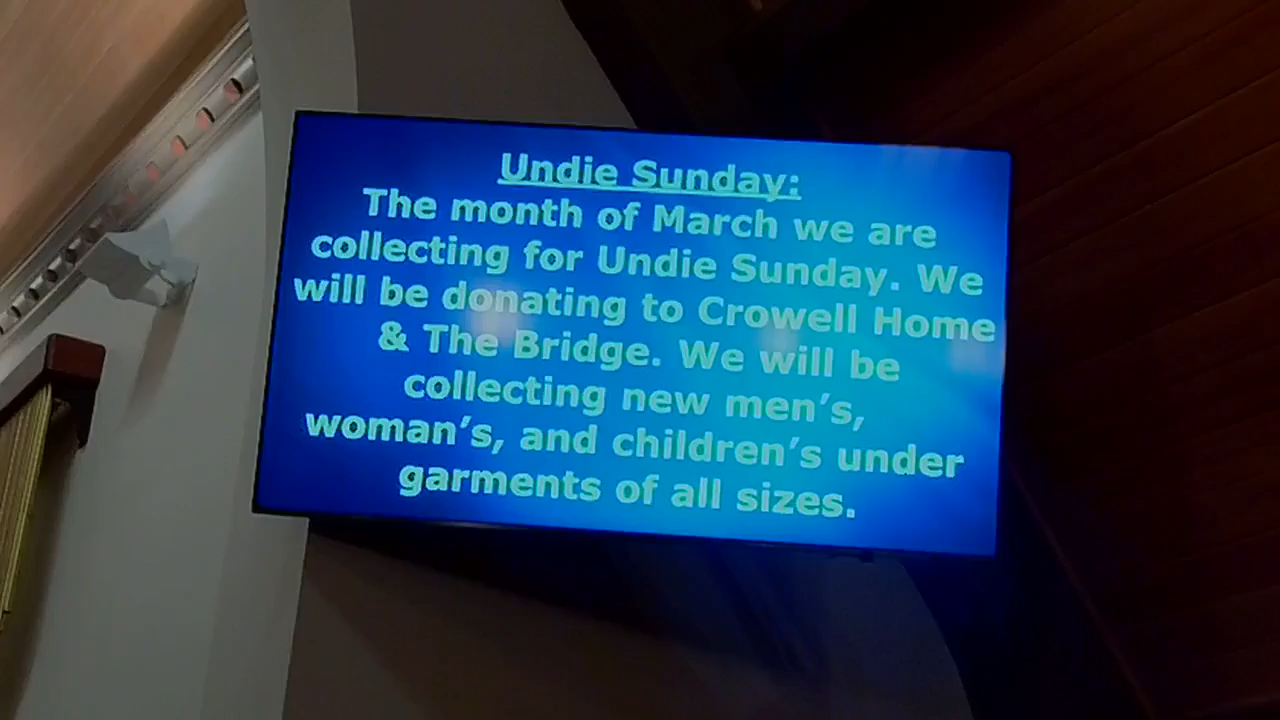 Undie Sunday:
The month of March we are
collecting for Undie Sunday. We
will be donating to Crowell Home
& The Bridge. We will be
collecting new men’s,
woman’s, and children’s under
garments of all sizes.